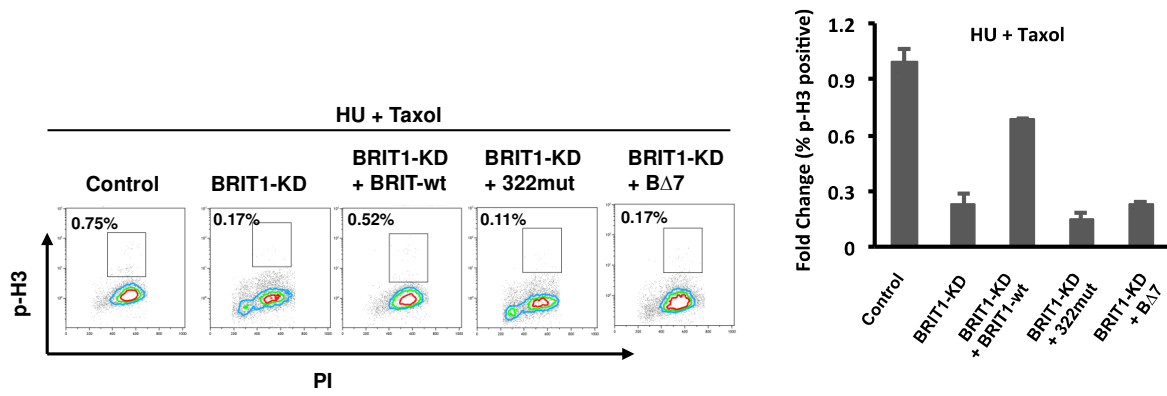 HU + Taxol
Control
BRIT1-KD
BRIT1-KD
+ BRIT-wt
BRIT1-KD
+ 322mut
BRIT1-KD
+ BΔ7
0.75%
0.17%
0.52%
0.11%
0.17%
p-H3
PI
HU + Taxol
Fold Change (% p-H3 positive)
1.2
0.9
0.6
0.3
0
Control
BRIT1-KD
BRIT1-KD
+ BRIT1-wt
BRIT1-KD
+ 322mut
BRIT1-KD
+ BΔ7